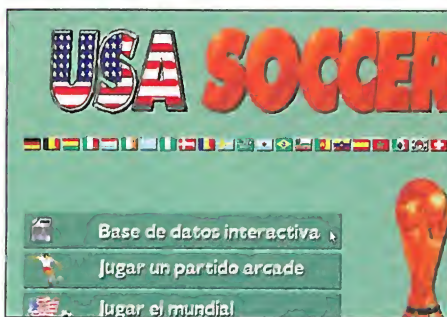 USA SOCCER
Base de datos interactiva
Jugar un partido arcade
Jugar el mundial